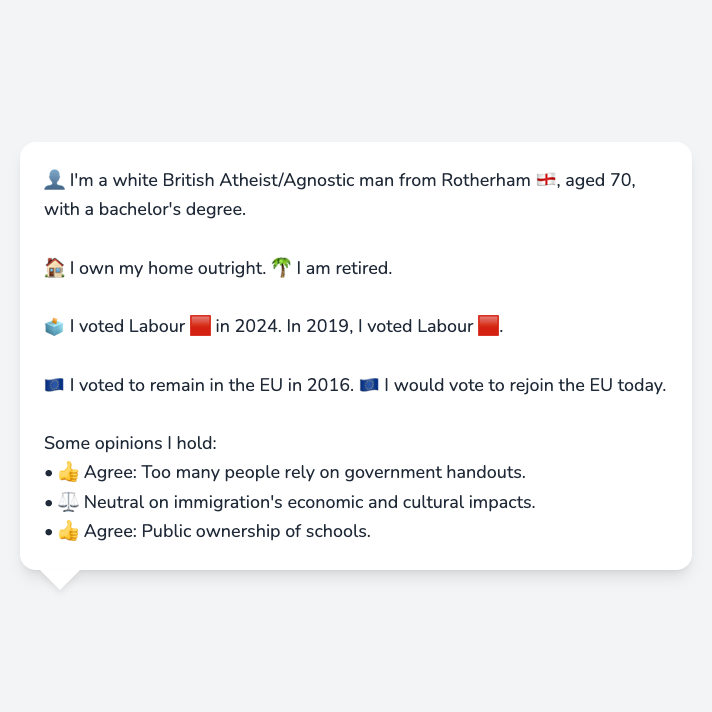 👤 I'm a white British Atheist/Agnostic man from Rotherham 🏴󠁧󠁢󠁥󠁮󠁧󠁿, aged 70,
with a bachelor's degree.
🏠 I own my home outright. 🌴 I am retired.
🗳️ I voted Labour 🟥 in 2024. In 2019, I voted Labour 🟥.
🇪🇺 I voted to remain in the EU in 2016. 🇪🇺 I would vote to rejoin the EU today.
Some opinions I hold:
• 👍 Agree: Too many people rely on government handouts.
• ⚖️ Neutral on immigration's economic and cultural impacts.
• 👍 Agree: Public ownership of schools.